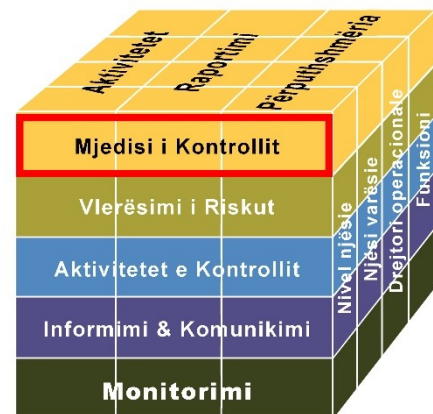 Aktivitetet
Raportimi
Përputhshmëria
Mjedisi i Kontrollit
Vlerësimi i Riskut
Aktivitetet e Kontrollit
Informimi & Komunikimi
Monitorimi
Nivel njësie
Njësi varësie
Drejtori operacionale
Funksioni